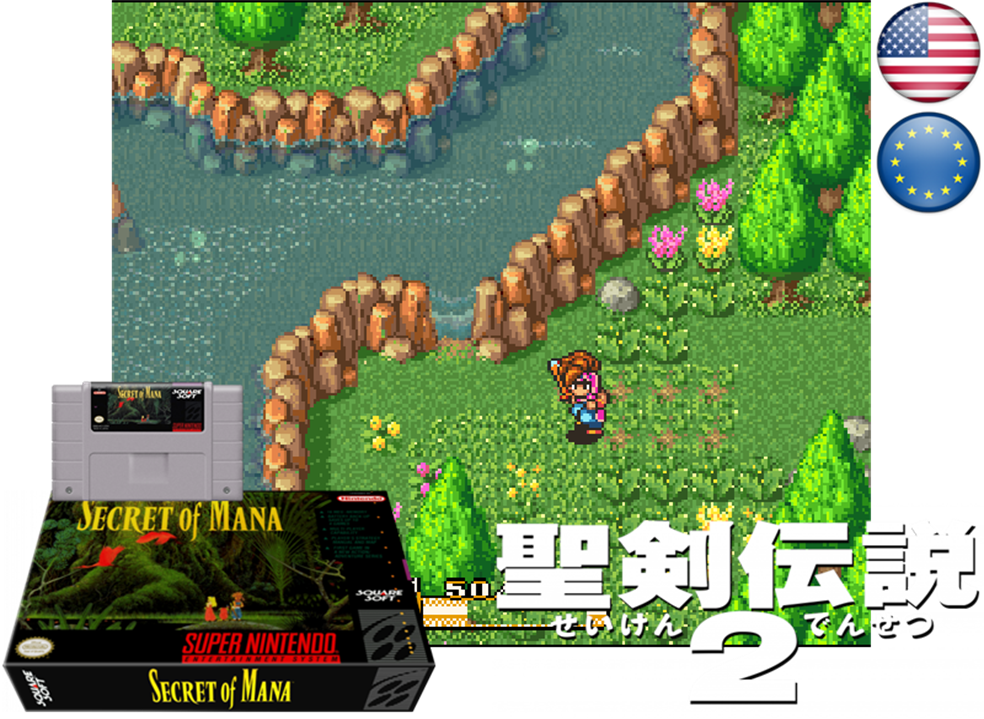 SECRET of MANA
SQUARE
SOFT
Nintendo
SECRET of MANA
SQUARE
SOFT
SUPER NINTENDO
ENTERTAINMENT SYSTEM
SQUARE
SOFT
SECRET of MANA
50
聖剣伝説
せいけん でんせつ
2